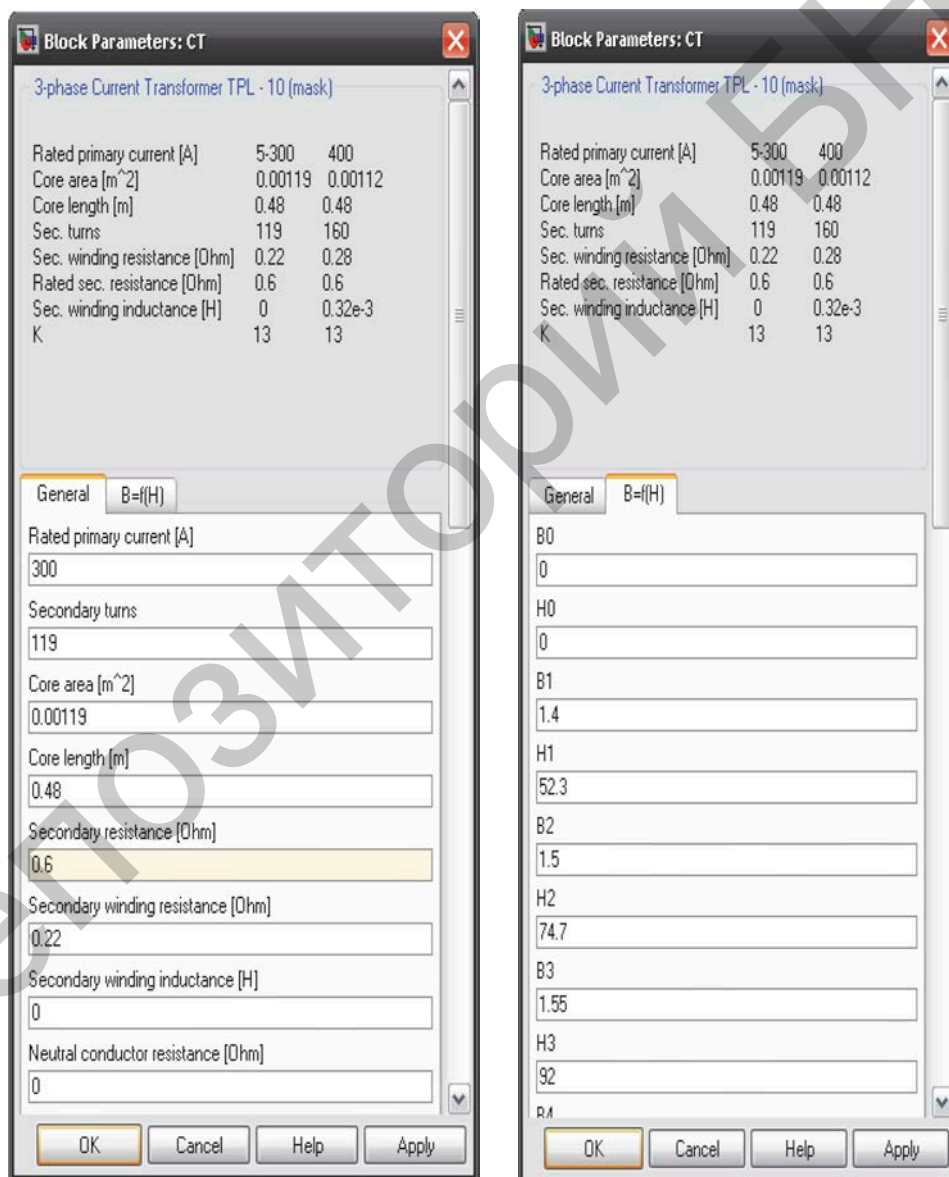 Block Parameters: CT
3-phase Current Transformer TPL - 10 (mask)
Rated primary current [A] 5-300 400
Core area [m^2] 0.00119 0.00112
Core length [m] 0.48 0.48
Sec. turns 119 160
Sec. winding resistance [Ohm] 0.22 0.28
Rated sec. resistance [Ohm] 0.6 0.6
Sec. winding inductance [H] 0 0.32e-3
K 13 13
General B=f(H)
Rated primary current [A]
300
Secondary turns
119
Core area [m^2]
0.00119
Core length [m]
0.48
Secondary resistance [Ohm]
0.6
Secondary winding resistance [Ohm]
0.22
Secondary winding inductance [H]
0
Neutral conductor resistance [Ohm]
0
OK Cancel Help Apply
Block Parameters: CT
3-phase Current Transformer TPL - 10 (mask)
Rated primary current [A] 5-300 400
Core area [m^2] 0.00119 0.00112
Core length [m] 0.48 0.48
Sec. turns 119 160
Sec. winding resistance [Ohm] 0.22 0.28
Rated sec. resistance [Ohm] 0.6 0.6
Sec. winding inductance [H] 0 0.32e-3
K 13 13
General B=f(H)
B0
0
H0
0
B1
1.4
H1
52.3
B2
1.5
H2
74.7
B3
1.55
H3
92
B4
OK Cancel Help Apply